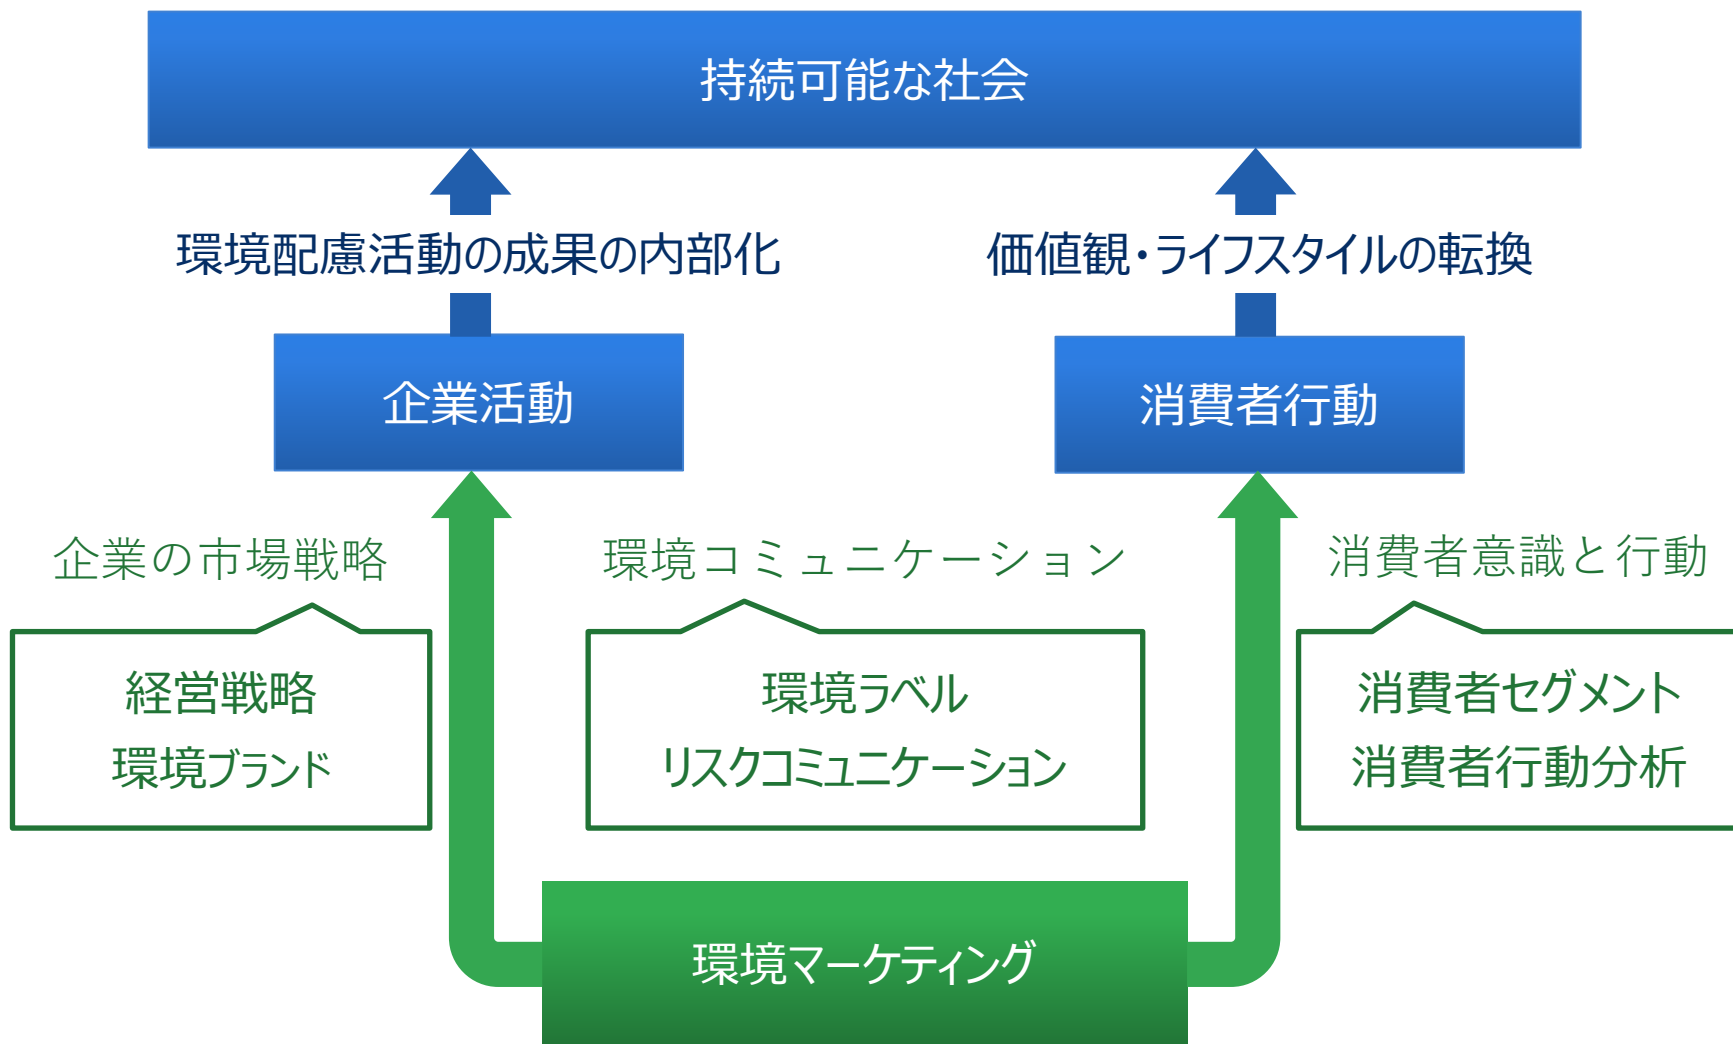 持続可能な社会
環境配慮活動の成果の内部化
価値観・ライフスタイルの転換
企業活動
消費者行動
企業の市場戦略
環境コミュニケーション
消費者意識と行動
経営戦略
環境ブランド
環境ラベル
リスクコミュニケーション
消費者セグメント
消費者行動分析
環境マーケティング